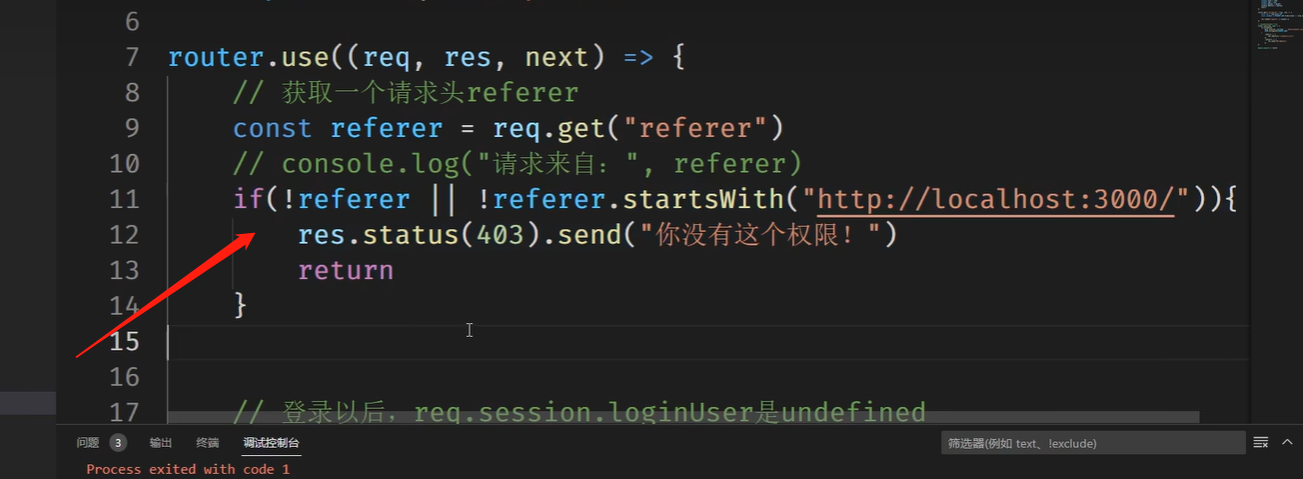 6
7 router.use((req, res, next) => {
8 // 获取一个请求头referer
9 const referer = req.get("referer")
10 // console.log("请求来自：", referer)
11 if(!referer || !referer.startsWith("http://localhost:3000/")){
12 res.status(403).send("你没有这个权限！")
13 return
14 }
15
16
17 // 登录以后，req.session.loginUser是undefined
问题 3 输出 终端 调试控制台 筛选器(例如 text、!exclude)
Process exited with code 1